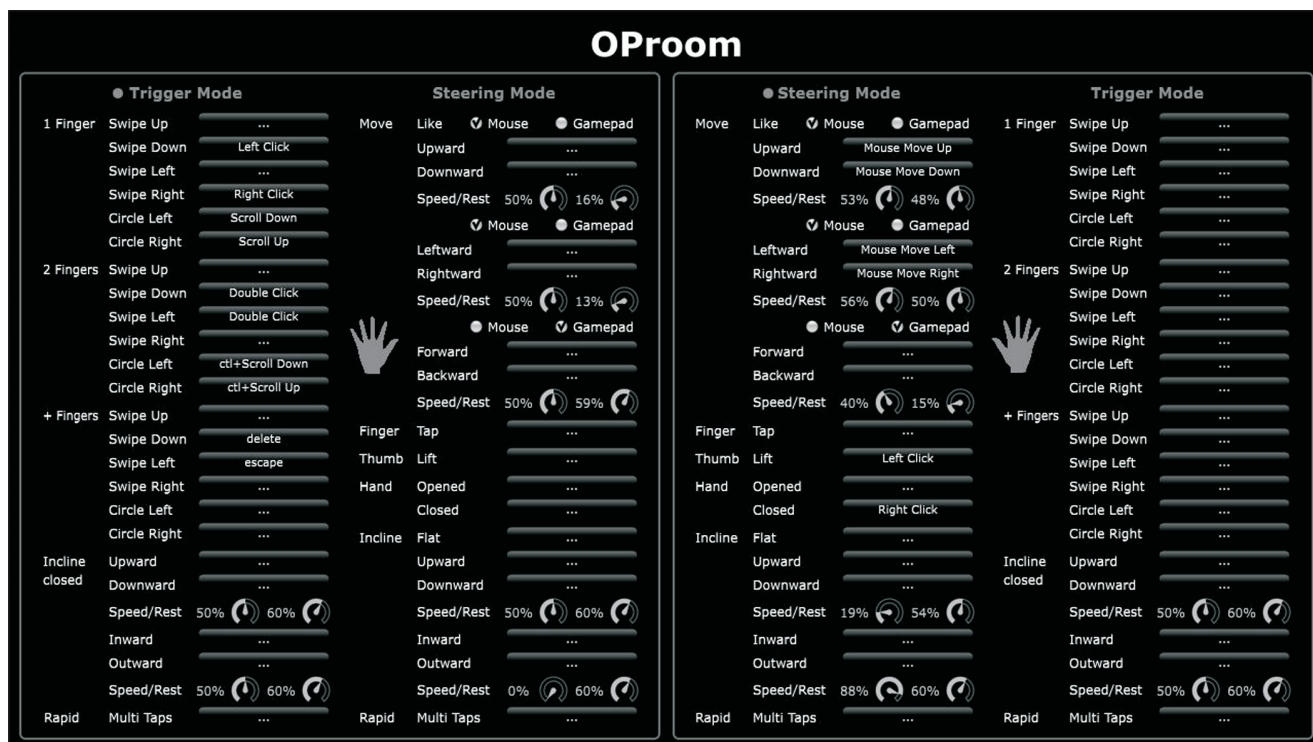 OProom
Trigger Mode
1 Finger Swipe Up ...
Swipe Down Left Click
Swipe Left ...
Swipe Right Right Click
Circle Left Scroll Down
Circle Right Scroll Up
2 Fingers Swipe Up ...
Swipe Down Double Click
Swipe Left Double Click
Swipe Right ...
Circle Left ctl+Scroll Down
Circle Right ctl+Scroll Up
+ Fingers Swipe Up ...
Swipe Down delete
Swipe Left escape
Swipe Right ...
Circle Left ...
Circle Right ...
Incline closed Upward ...
Downward ...
Speed/Rest 50% 60%
Inward ...
Outward ...
Speed/Rest 50% 60%
Rapid Multi Taps ...
Steering Mode
Move Like Mouse Gamepad
Upward ...
Downward ...
Speed/Rest 50% 16%
Mouse Gamepad
Leftward ...
Rightward ...
Speed/Rest 50% 13%
Mouse Gamepad
Forward ...
Backward ...
Speed/Rest 50% 59%
Finger Tap ...
Thumb Lift ...
Hand Opened ...
Closed ...
Incline Flat ...
Upward ...
Downward ...
Speed/Rest 50% 60%
Inward ...
Outward ...
Speed/Rest 0% 60%
Rapid Multi Taps ...
Steering Mode
Move Like Mouse Gamepad
Upward Mouse Move Up
Downward Mouse Move Down
Speed/Rest 53% 48%
Mouse Gamepad
Leftward Mouse Move Left
Rightward Mouse Move Right
Speed/Rest 56% 50%
Mouse Gamepad
Forward ...
Backward ...
Speed/Rest 40% 15%
Finger Tap ...
Thumb Lift Left Click
Hand Opened ...
Closed Right Click
Incline Flat ...
Upward ...
Downward ...
Speed/Rest 19% 54%
Inward ...
Outward ...
Speed/Rest 88% 60%
Rapid Multi Taps ...
Trigger Mode
1 Finger Swipe Up ...
Swipe Down ...
Swipe Left ...
Swipe Right ...
Circle Left ...
Circle Right ...
2 Fingers Swipe Up ...
Swipe Down ...
Swipe Left ...
Swipe Right ...
Circle Left ...
Circle Right ...
+ Fingers Swipe Up ...
Swipe Down ...
Swipe Left ...
Swipe Right ...
Circle Left ...
Circle Right ...
Incline closed Upward ...
Downward ...
Speed/Rest 50% 60%
Inward ...
Outward ...
Speed/Rest 50% 60%
Rapid Multi Taps ...